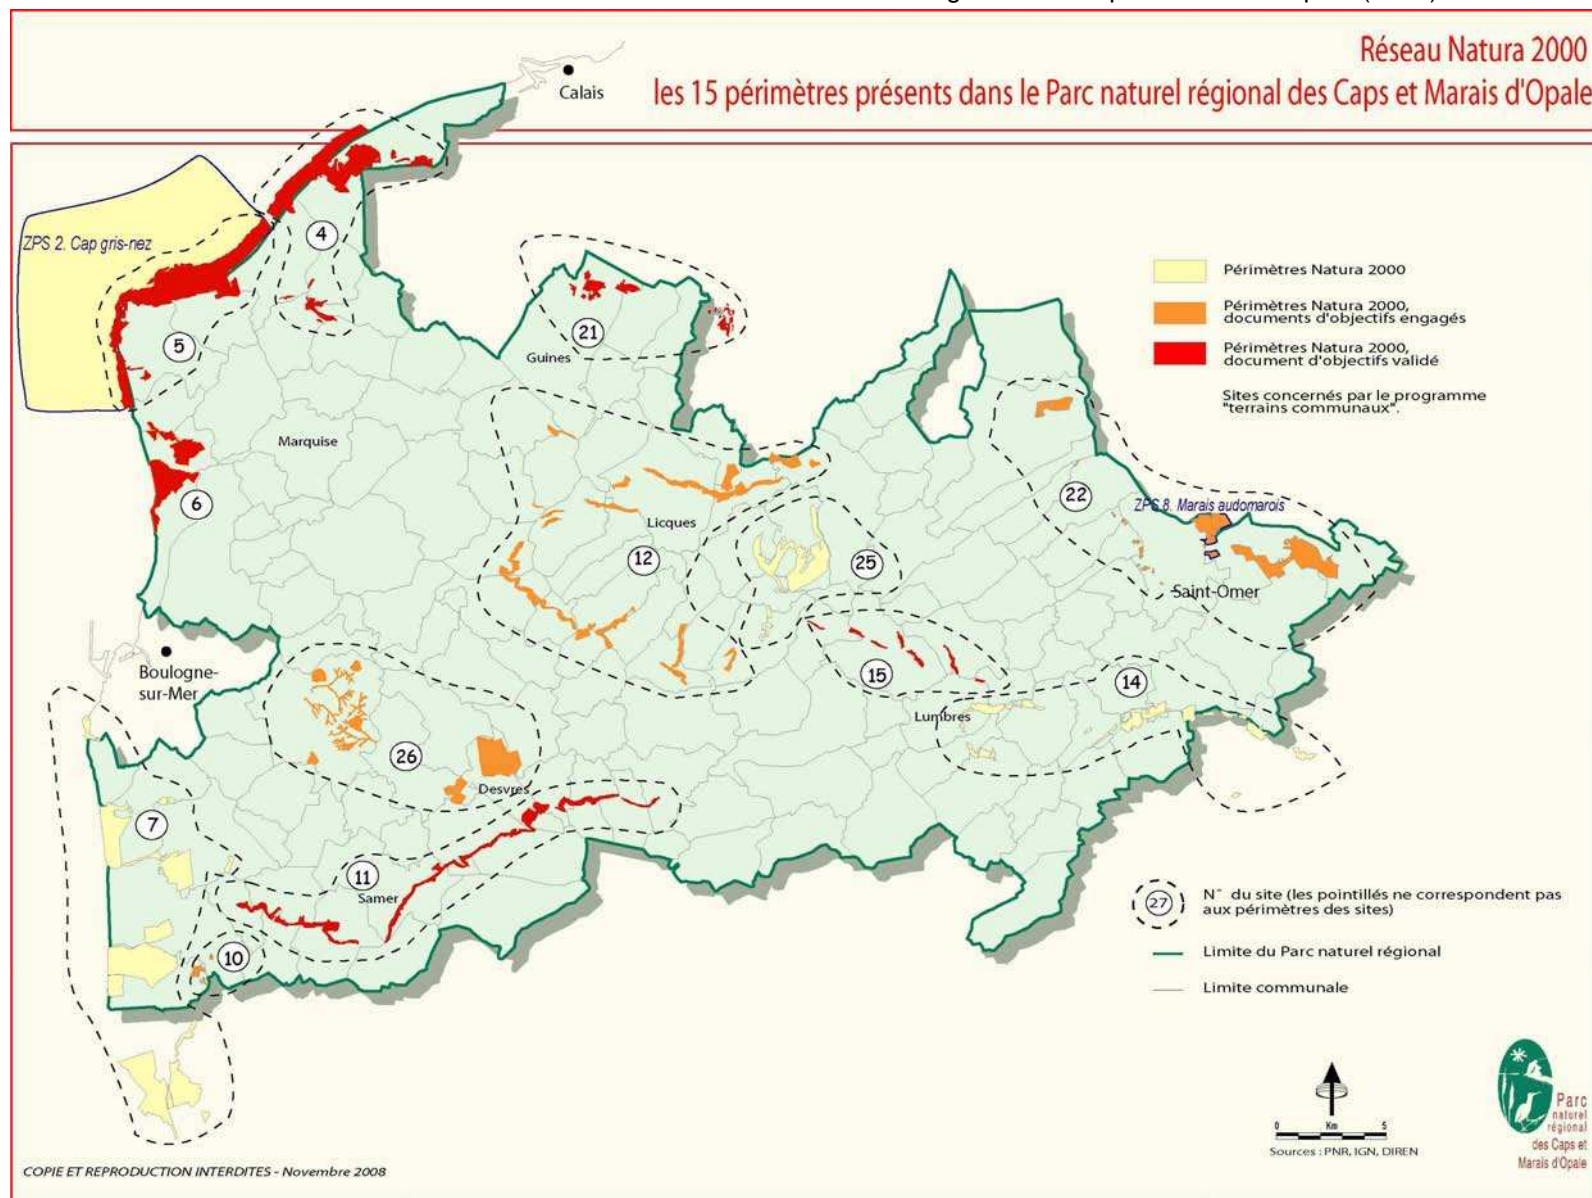 Réseau Natura 2000
les 15 périmètres présents dans le Parc naturel régional des Caps et Marais d'Opale
Calais
ZPS 2. Cap gris-nez
4
5
21
Guines
Périmètres Natura 2000
Périmètres Natura 2000,
documents d'objectifs engagés
Périmètres Natura 2000,
document d'objectifs validé
Sites concernés par le programme
"terrains communaux".
Marquise
6
22
ZPS 8. Marais audomarois
Licques
12
25
Saint-Omer
Boulogne-
sur-Mer
15
14
Lumbres
26
Desvres
7
11
Samer
10
27
N° du site (les pointillés ne correspondent pas
aux périmètres des sites)
Limite du Parc naturel régional
Limite communale
0 Km 5
Sources : PNR, IGN, DIREN
Parc
naturel
régional
des Caps et
Marais d'Opale
COPIE ET REPRODUCTION INTERDITES - Novembre 2008